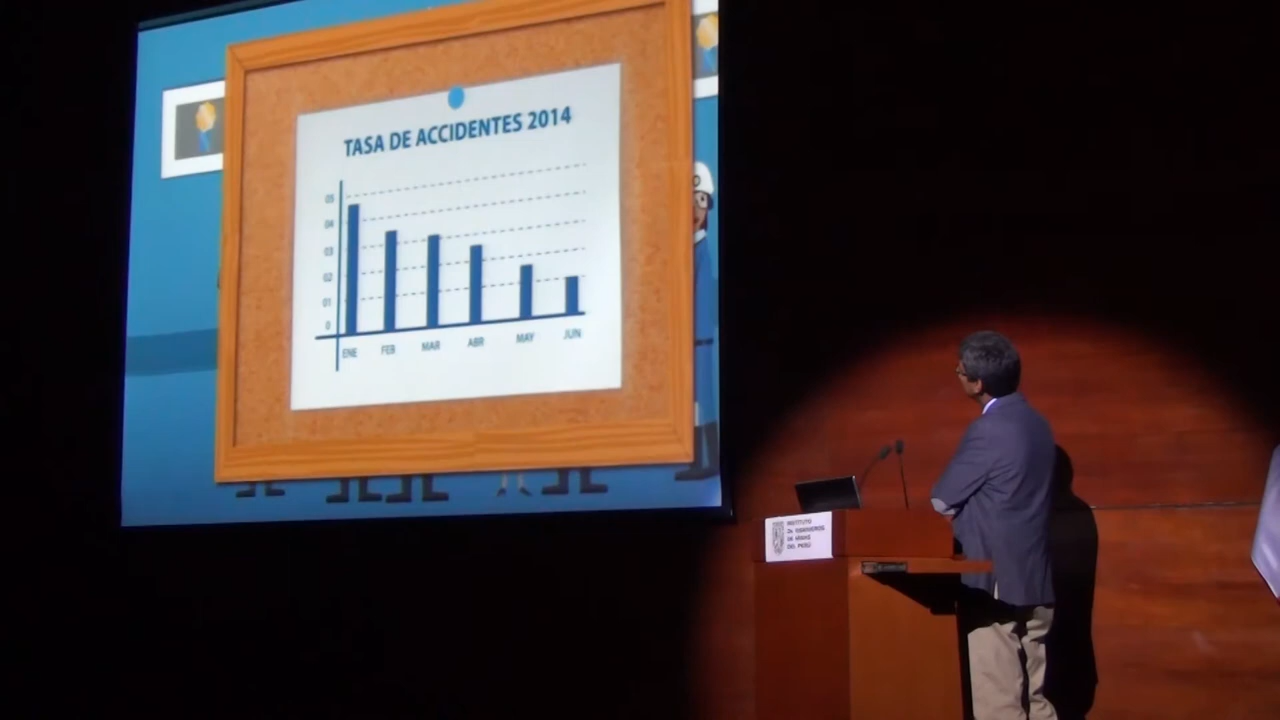 TASA DE ACCIDENTES 2014
05
04
03
02
01
0
ENE FEB MAR ABR MAY JUN
INSTITUTO
DE INGENIEROS
DE MINAS
DEL PERÚ